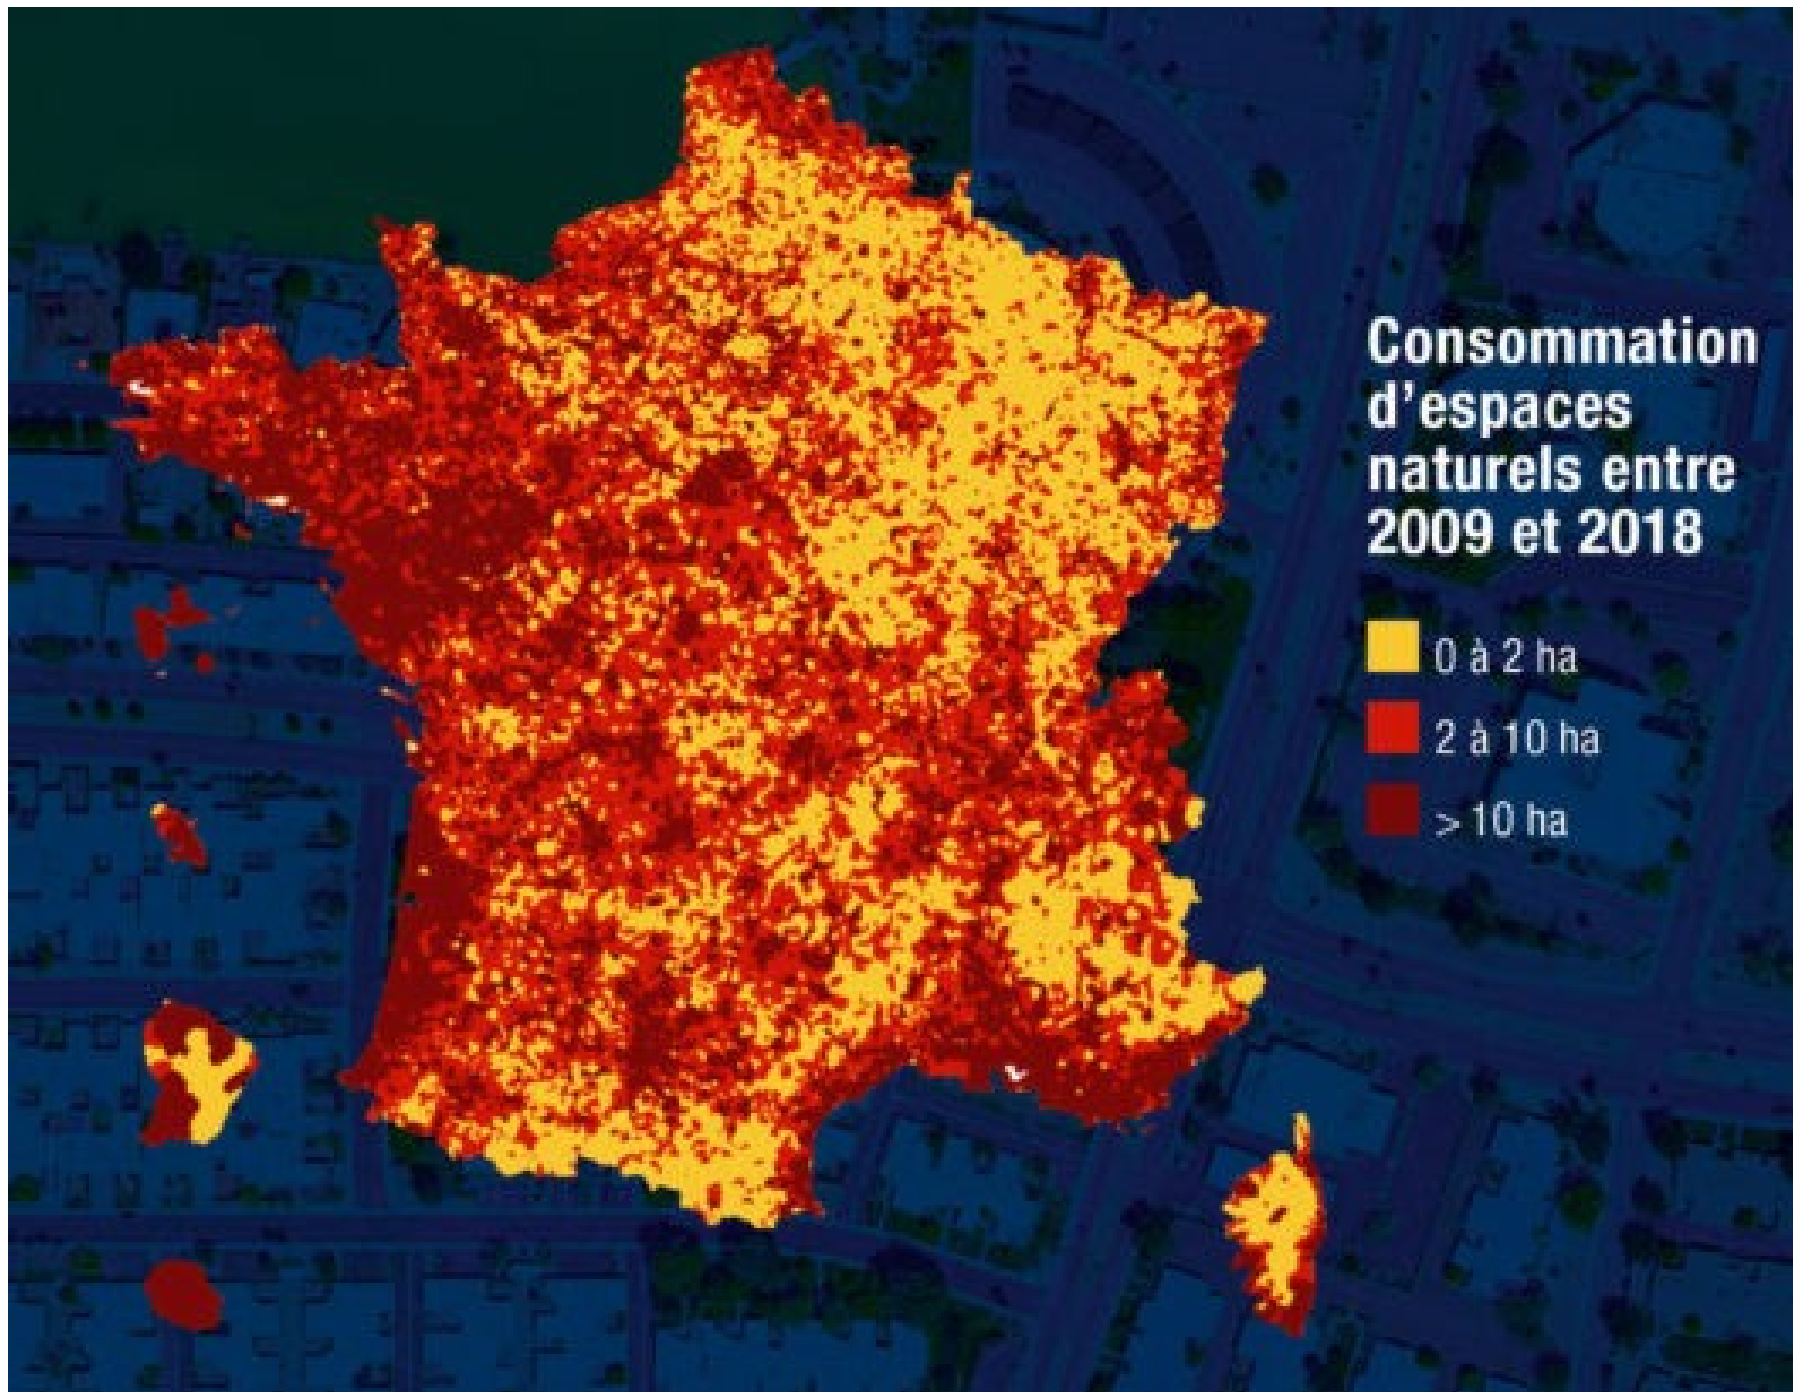 Consommation
d’espaces
naturels entre
2009 et 2018
0 à 2 ha
2 à 10 ha
> 10 ha